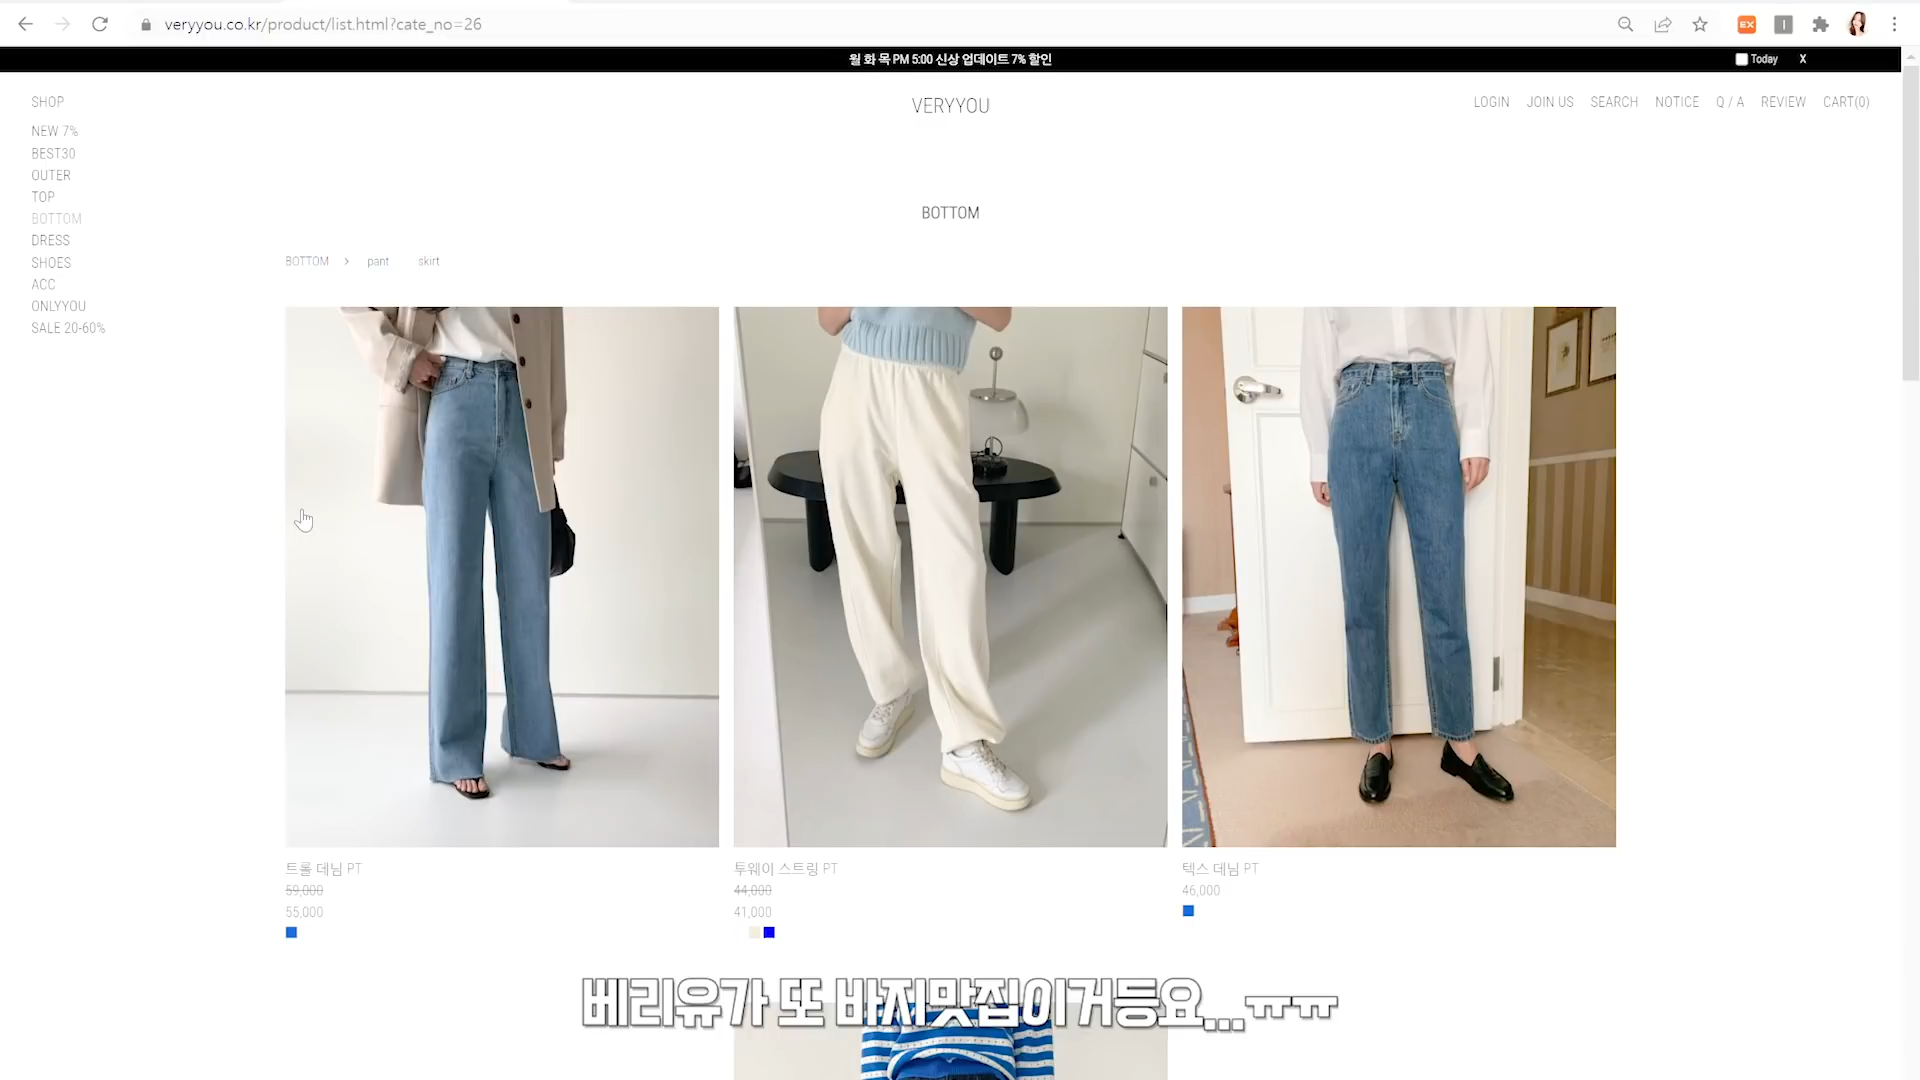 veryyou.co.kr/product/list.html?cate_no=26
EX
월 화 목 PM 5:00 신상 업데이트 7% 할인
Today
X
SHOP
VERYYOU
LOGIN JOIN US SEARCH NOTICE Q / A REVIEW CART(0)
NEW 7%
BEST30
OUTER
TOP
BOTTOM
DRESS
SHOES
ACC
ONLYYOU
SALE 20-60%
BOTTOM
BOTTOM > pant skirt
트롤 데님 PT
59,000
55,000
투웨이 스트링 PT
44,000
41,000
텍스 데님 PT
46,000
베리유가 또 바지맛집이거등요...ㅠㅠ